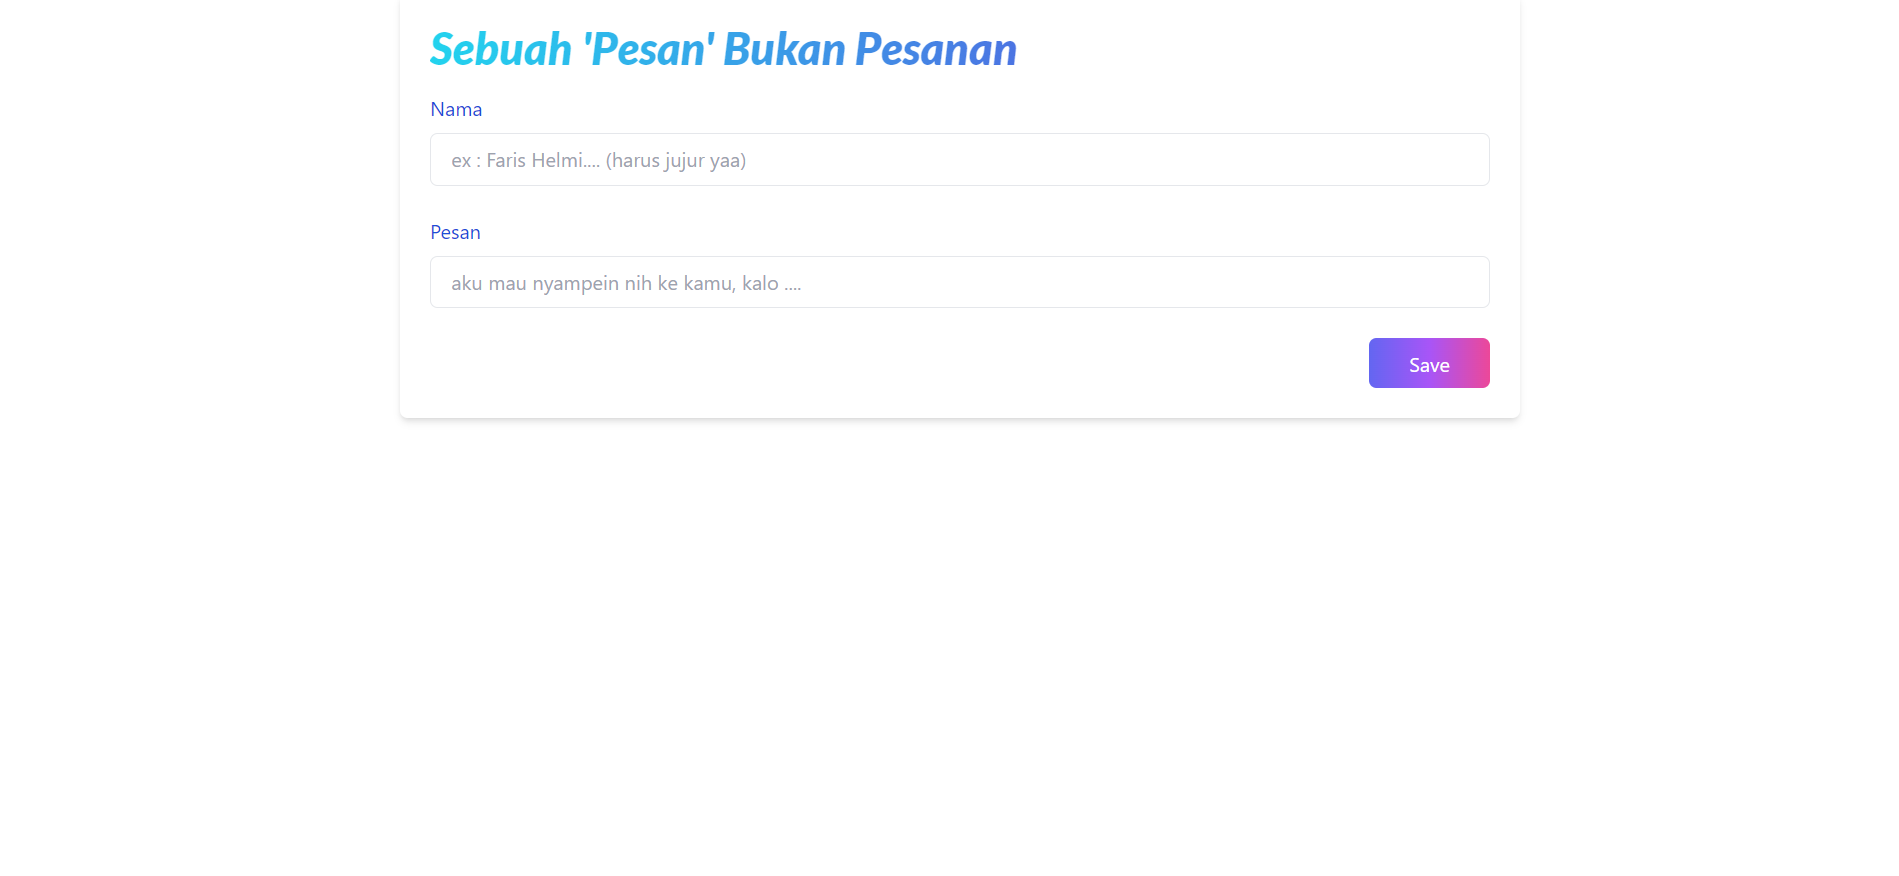 Sebuah 'Pesan' Bukan Pesanan
Nama
ex : Faris Helmi.... (harus jujur yaa)
Pesan
aku mau nyampein nih ke kamu, kalo ....
Save